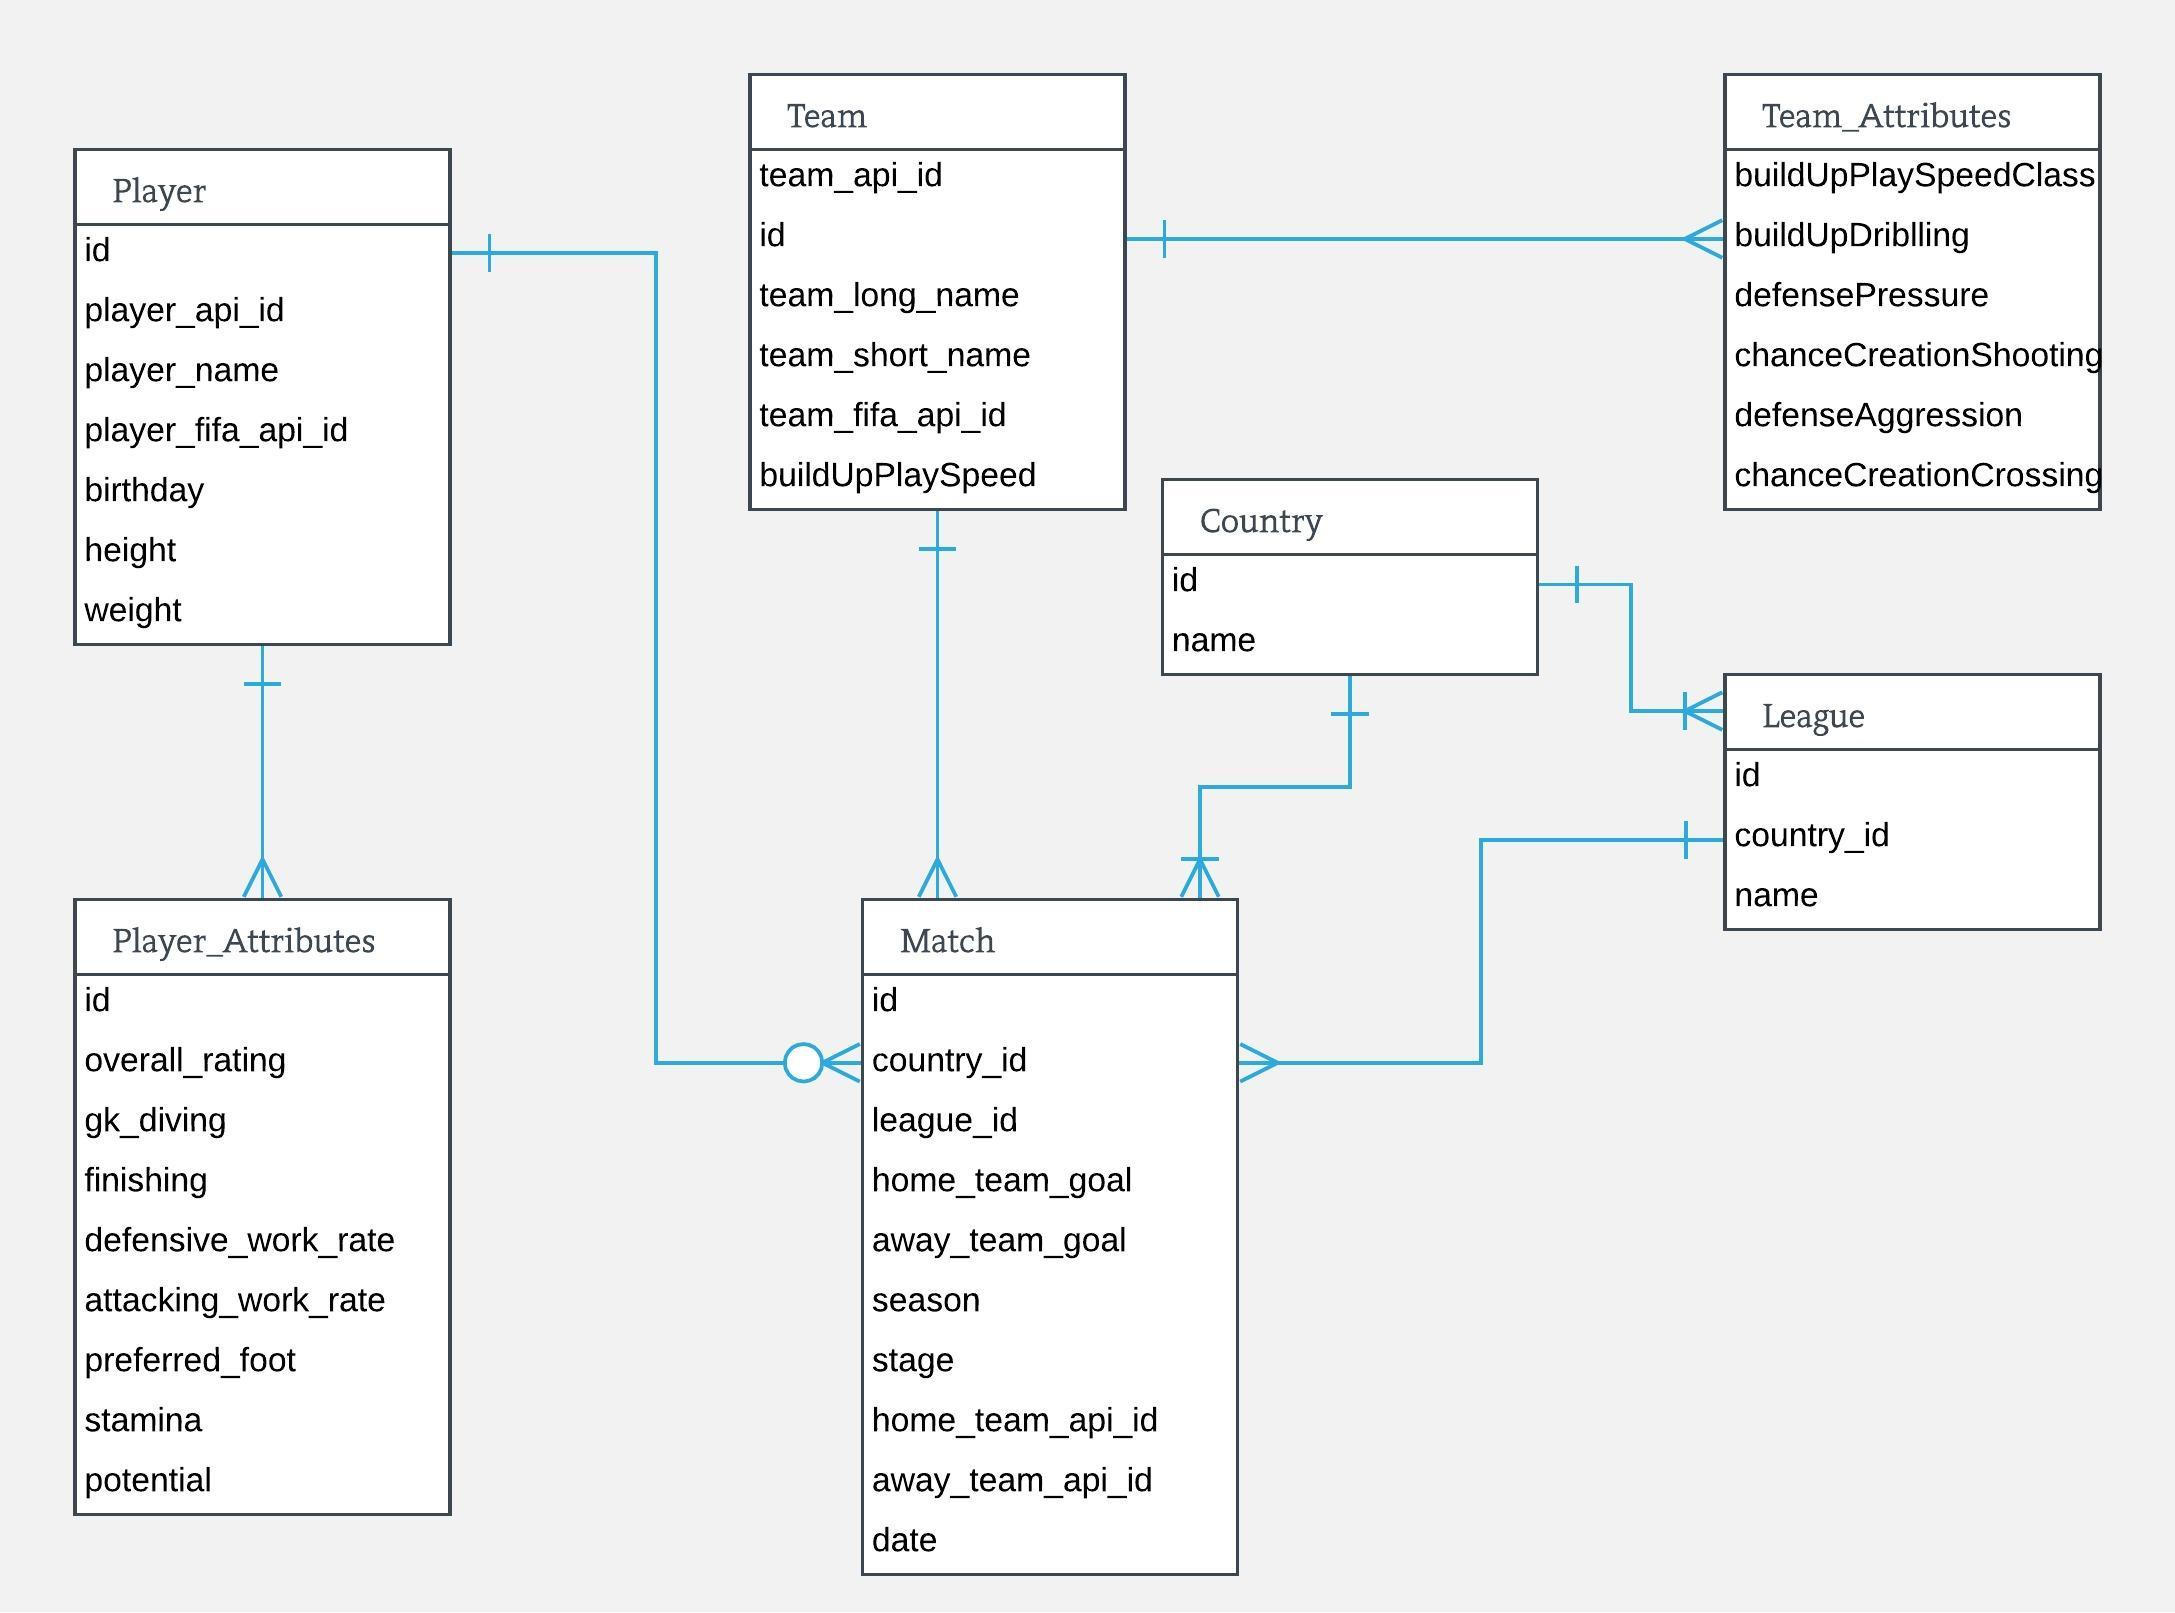 Player
id
player_api_id
player_name
player_fifa_api_id
birthday
height
weight
Team
team_api_id
id
team_long_name
team_short_name
team_fifa_api_id
buildUpPlaySpeed
Team_Attributes
buildUpPlaySpeedClass
buildUpDriblling
defensePressure
chanceCreationShooting
defenseAggression
chanceCreationCrossing
Country
id
name
League
id
country_id
name
Player_Attributes
id
overall_rating
gk_diving
finishing
defensive_work_rate
attacking_work_rate
preferred_foot
stamina
potential
Match
id
country_id
league_id
home_team_goal
away_team_goal
season
stage
home_team_api_id
away_team_api_id
date